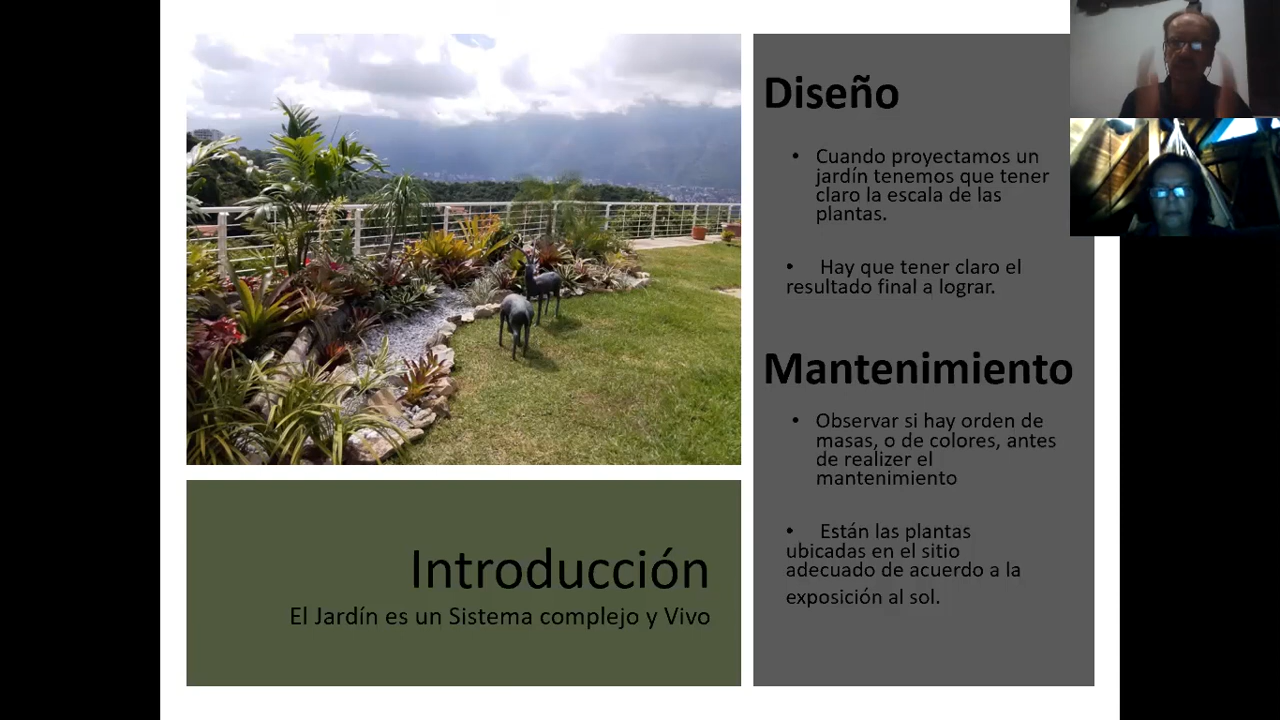 Diseño
• Cuando proyectamos un
jardín tenemos que tener
claro la escala de las
plantas.
• Hay que tener claro el
resultado final a lograr.
Mantenimiento
• Observar si hay orden de
masas, o de colores, antes
de realizer el
mantenimiento
• Están las plantas
ubicadas en el sitio
adecuado de acuerdo a la
exposición al sol.
Introducción
El Jardín es un Sistema complejo y Vivo